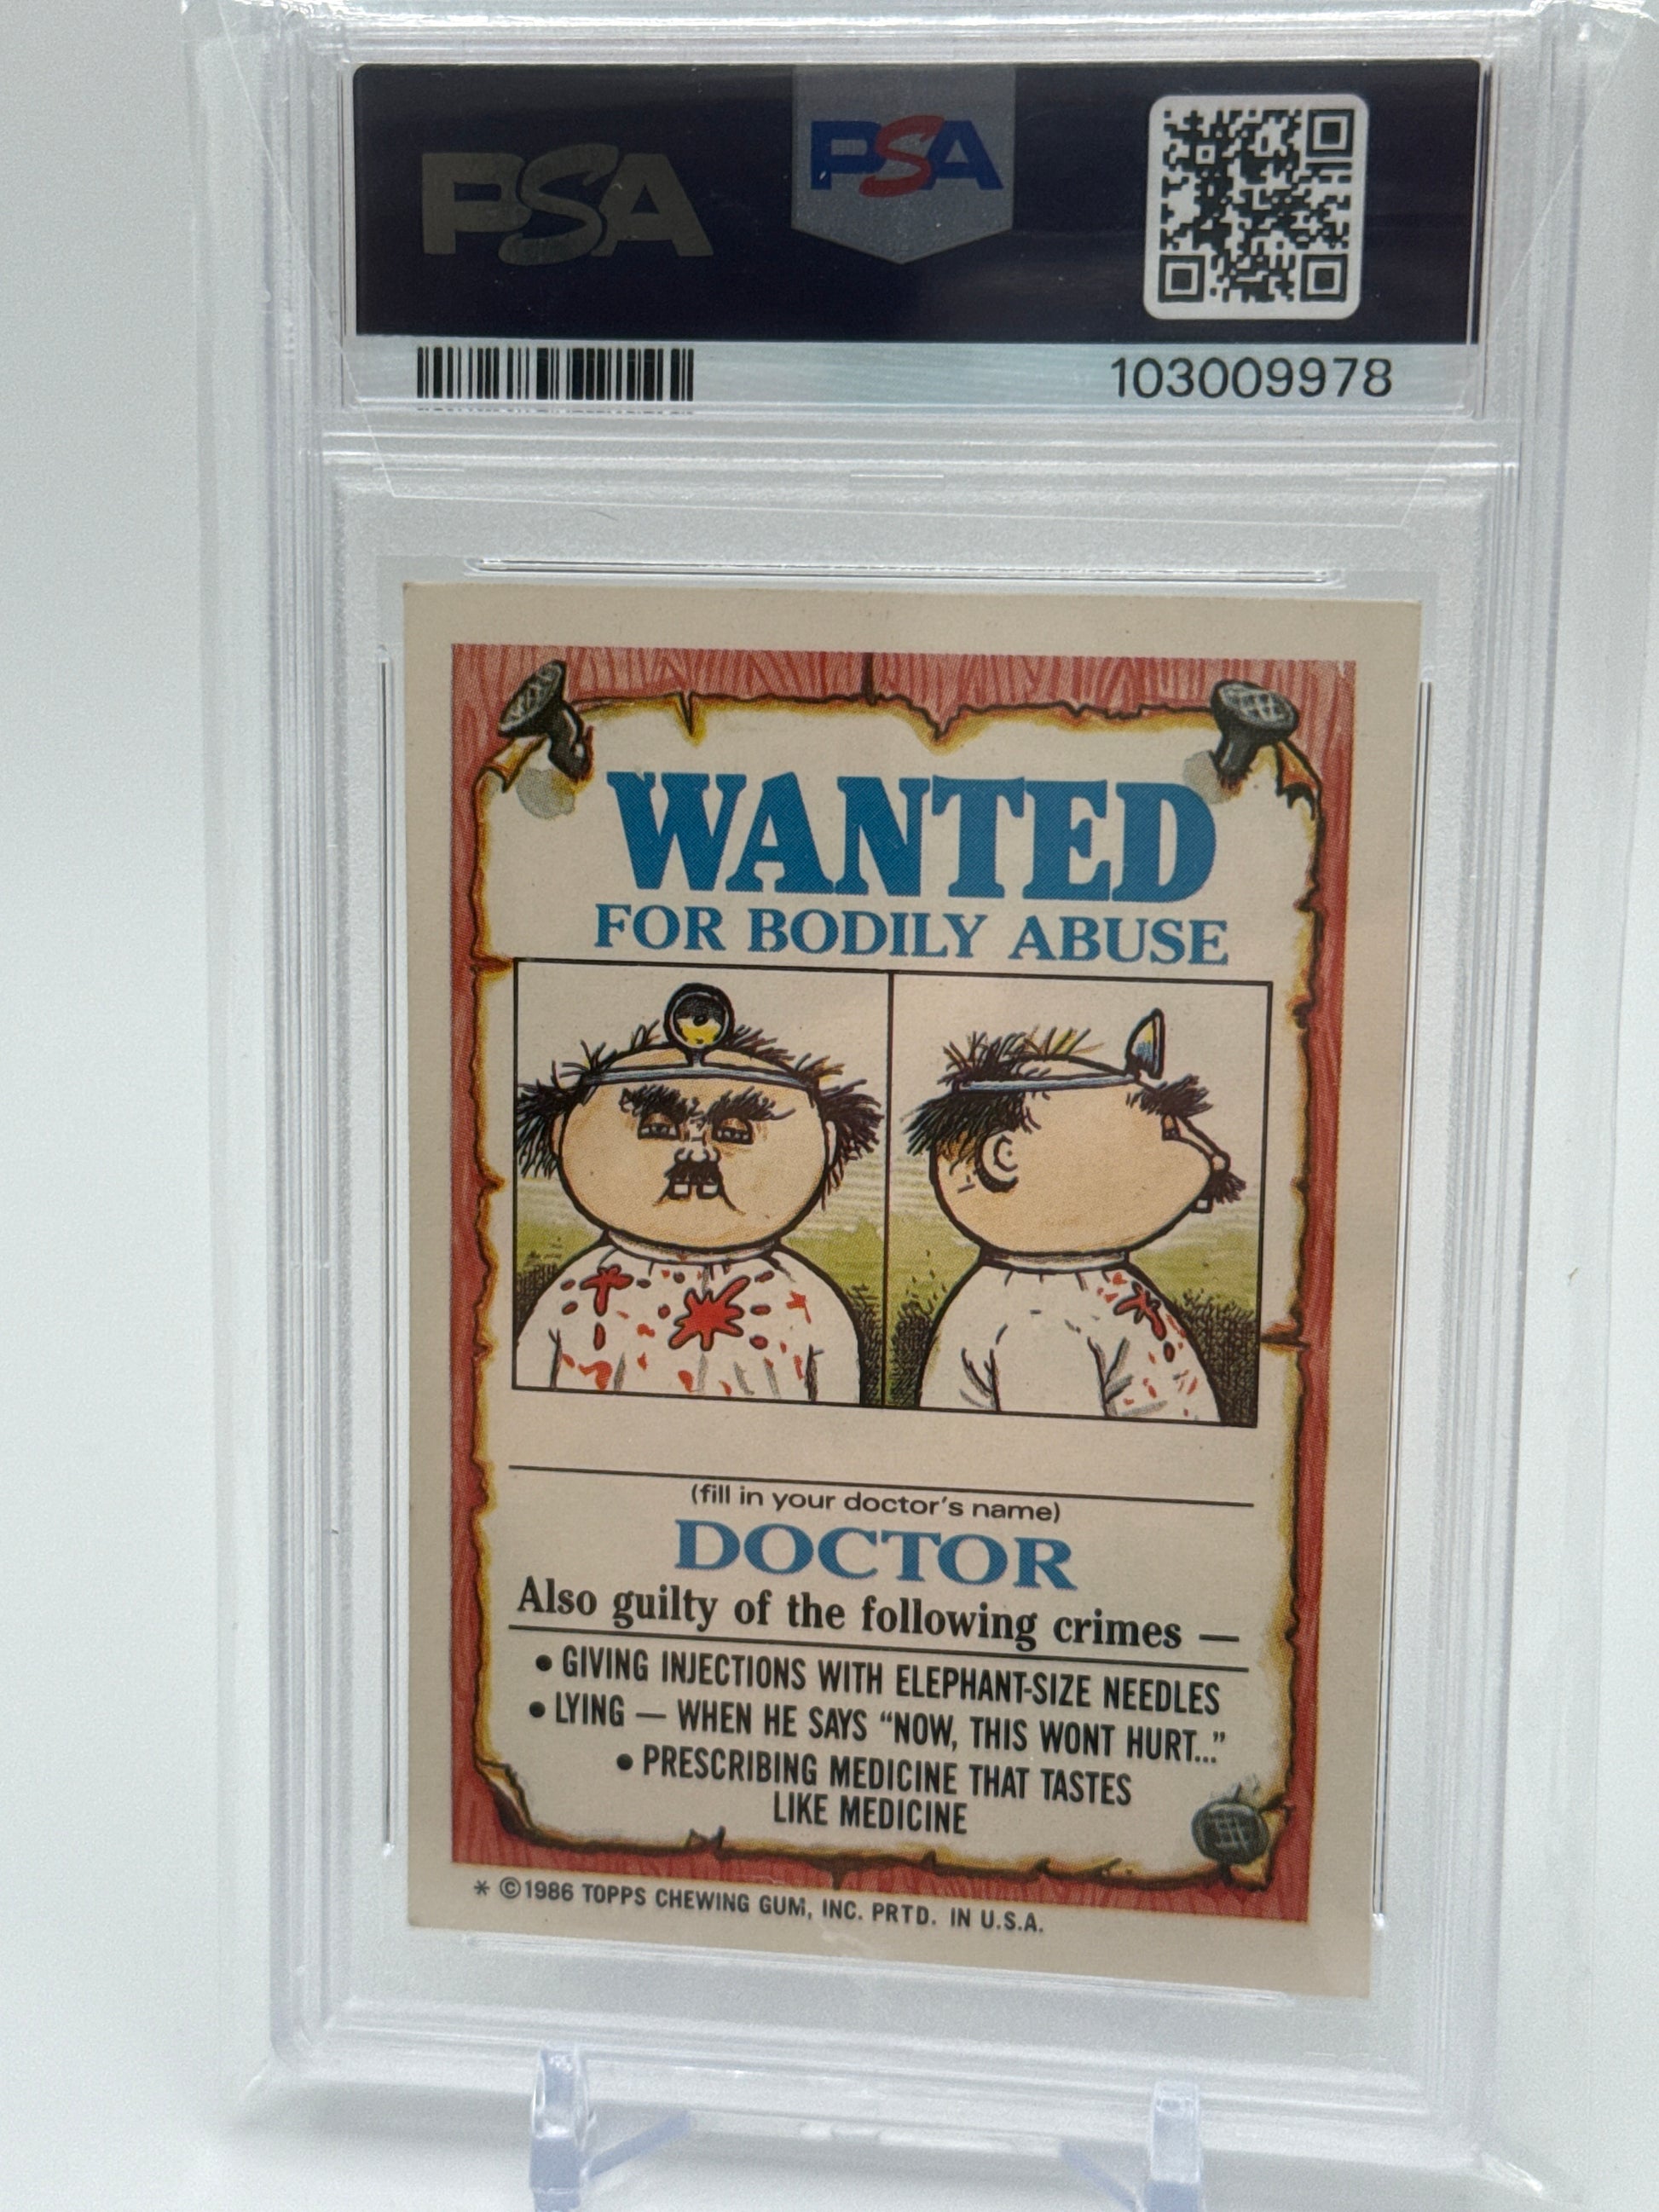 PSA PSA
103009978
WANTED
FOR BODILY ABUSE
(fill in your doctor's name)
DOCTOR
Also guilty of the following crimes —
• GIVING INJECTIONS WITH ELEPHANT-SIZE NEEDLES
• LYING — WHEN HE SAYS “NOW, THIS WONT HURT...”
• PRESCRIBING MEDICINE THAT TASTES
LIKE MEDICINE
* ©1986 TOPPS CHEWING GUM, INC. PRTD. IN U.S.A.